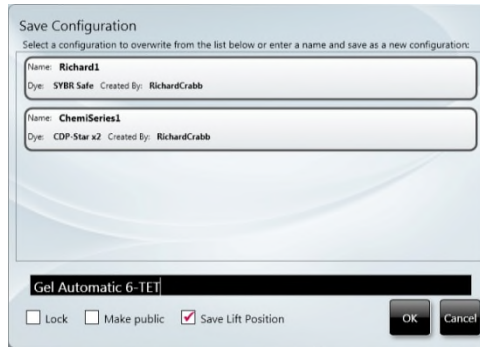 Save Configuration
Select a configuration to overwrite from the list below or enter a name and save as a new configuration:
Name: Richard1
Dye: SYBR Safe Created By: RichardCrabb
Name: ChemiSeries1
Dye: CDP-Star x2 Created By: RichardCrabb
Gel Automatic 6-TET
Lock Make public Save Lift Position OK Cancel